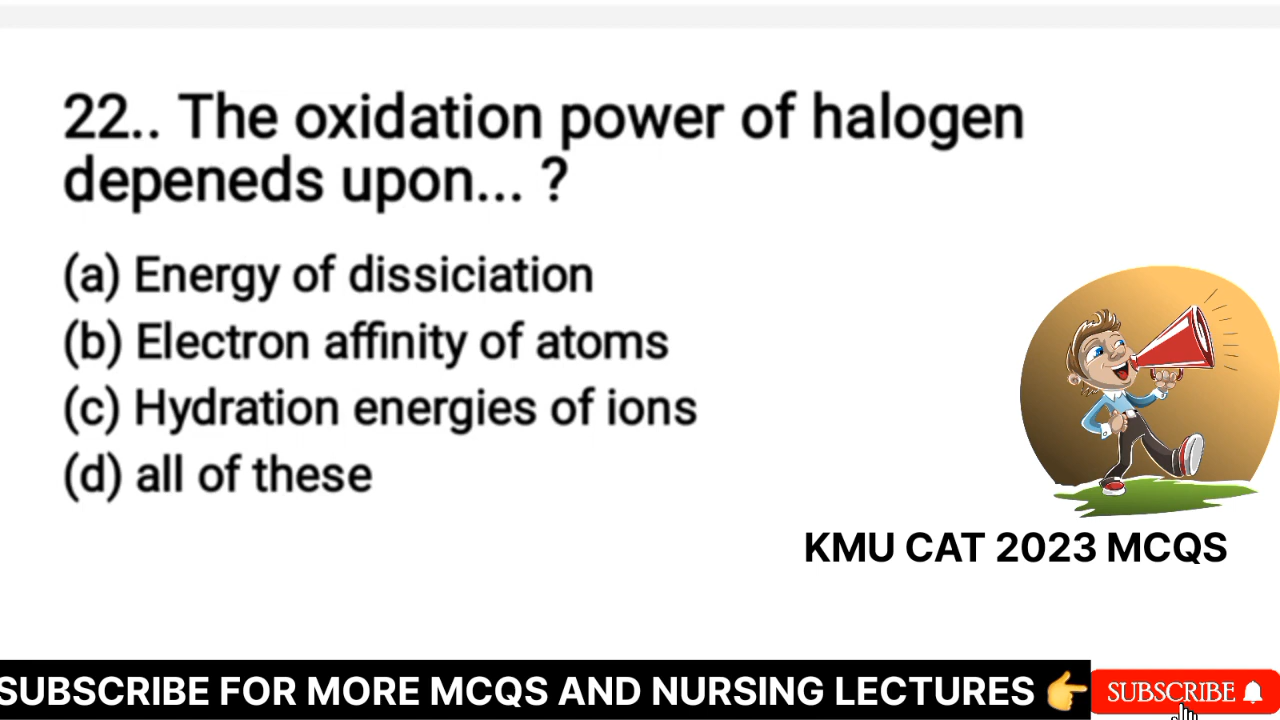 22.. The oxidation power of halogen
depeneds upon... ?
(a) Energy of dissiciation
(b) Electron affinity of atoms
(c) Hydration energies of ions
(d) all of these
KMU CAT 2023 MCQS
SUBSCRIBE FOR MORE MCQS AND NURSING LECTURES 👉 SUBSCRIBE